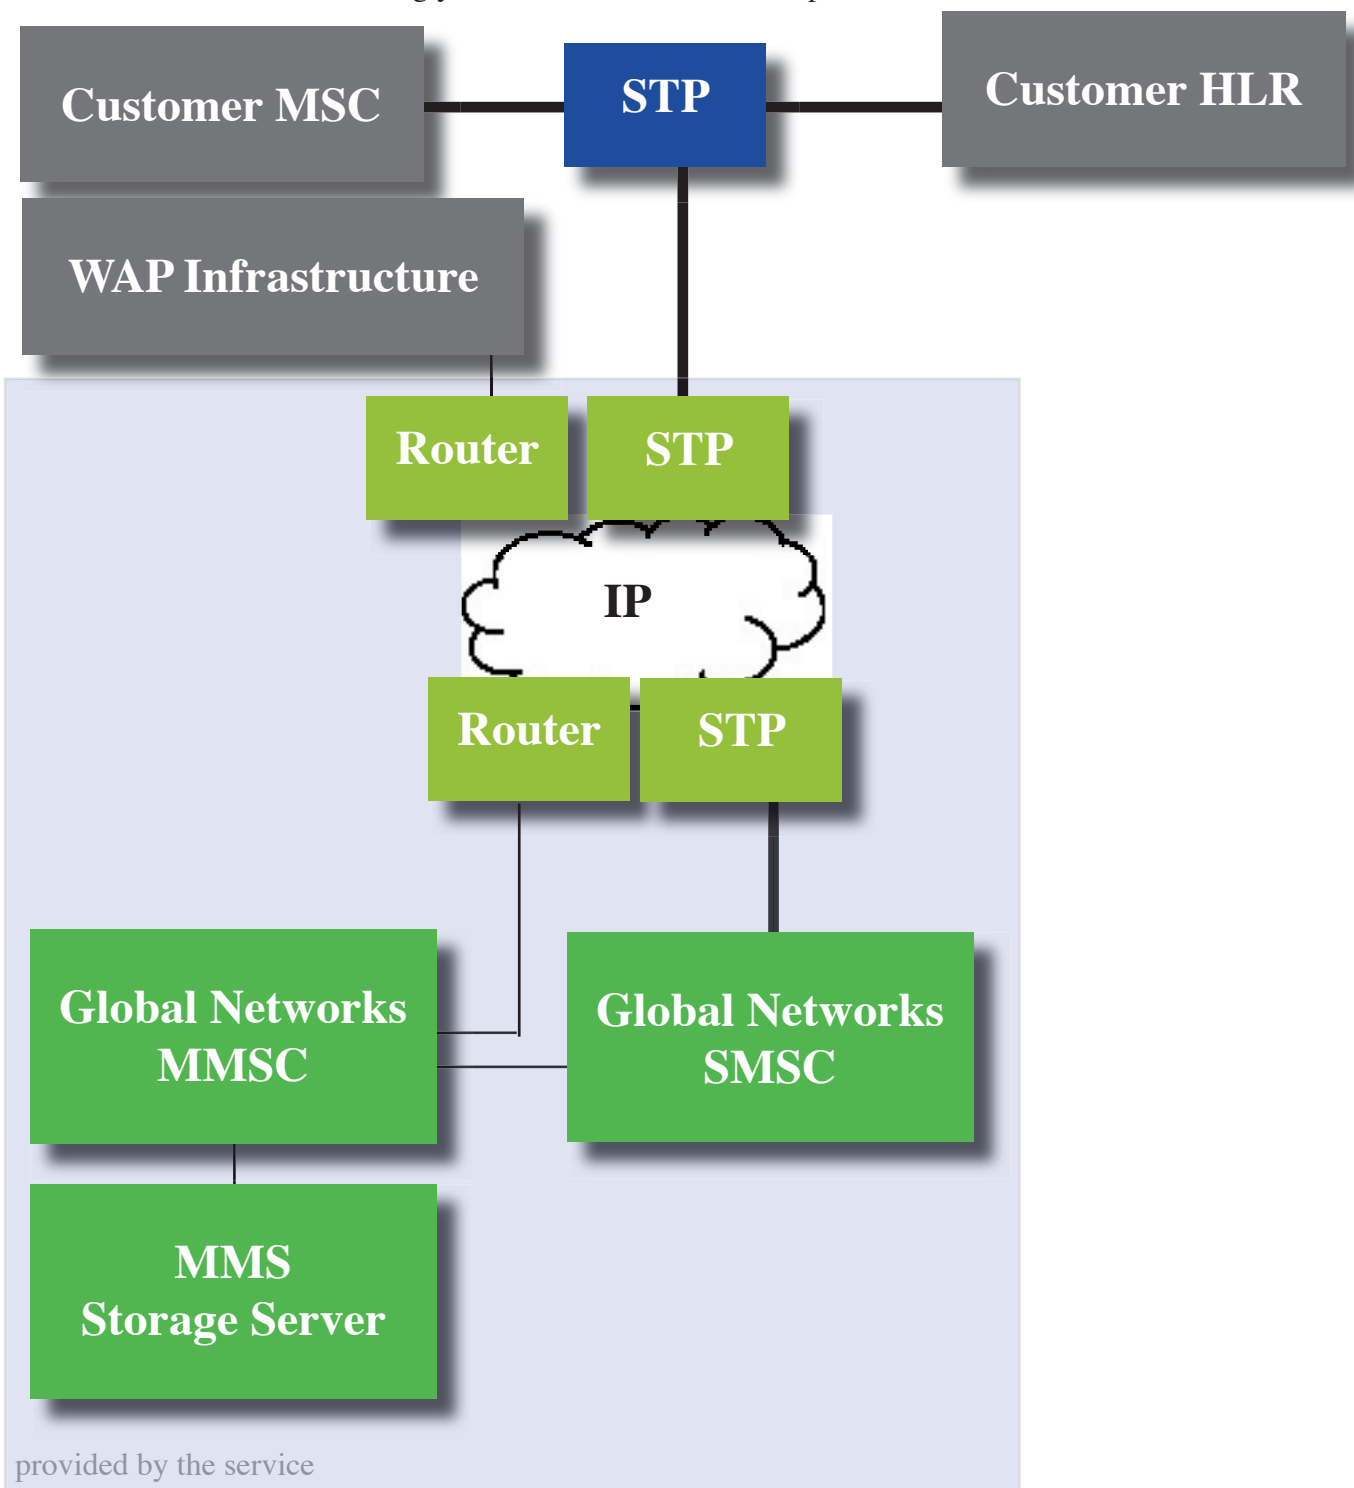 Customer MSC
STP
Customer HLR
WAP Infrastructure
Router
STP
IP
Router
STP
Global Networks
MMSC
Global Networks
SMSC
MMS
Storage Server
provided by the service